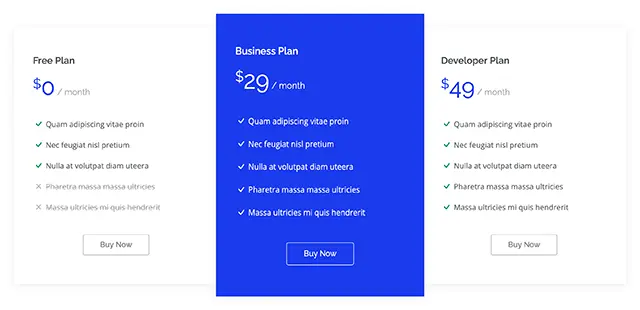 Free Plan
$0 / month
Quam adipiscing vitae proin
Nec feugiat nisl pretium
Nulla at volutpat diam uteera
Pharetra massa massa ultricies
Massa ultricies mi quis hendrerit
Buy Now
Business Plan
$29 / month
Quam adipiscing vitae proin
Nec feugiat nisl pretium
Nulla at volutpat diam uteera
Pharetra massa massa ultricies
Massa ultricies mi quis hendrerit
Buy Now
Developer Plan
$49 / month
Quam adipiscing vitae proin
Nec feugiat nisl pretium
Nulla at volutpat diam uteera
Pharetra massa massa ultricies
Massa ultricies mi quis hendrerit
Buy Now